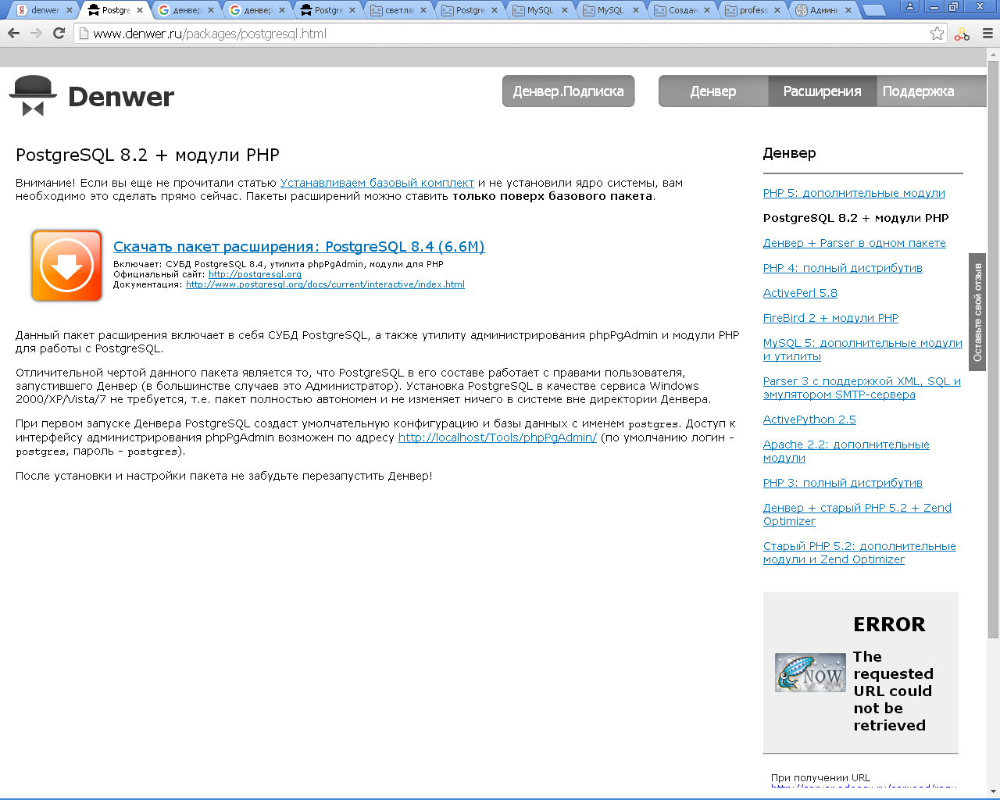 denwer
Postgre
денвер
денвер
Postgre
светла
Postgre
MySQL
MySQL
Создан
profess
Админ
www.denwer.ru/packages/postgresql.html
Denwer
Денвер.Подписка
Денвер
Расширения
Поддержка
PostgreSQL 8.2 + модули PHP
Внимание! Если вы еще не прочитали статью Устанавливаем базовый комплект и не установили ядро системы, вам
необходимо это сделать прямо сейчас. Пакеты расширений можно ставить только поверх базового пакета.
Скачать пакет расширения: PostgreSQL 8.4 (6.6M)
Включает: СУБД PostgreSQL 8.4, утилита phpPgAdmin, модули для PHP
Официальный сайт: http://postgresql.org
Документация: http://www.postgresql.org/docs/current/interactive/index.html
Данный пакет расширения включает в себя СУБД PostgreSQL, а также утилиту администрирования phpPgAdmin и модули PHP
для работы с PostgreSQL.
Отличительной чертой данного пакета является то, что PostgreSQL в его составе работает с правами пользователя,
запустившего Денвер (в большинстве случаев это Администратор). Установка PostgreSQL в качестве сервиса Windows
2000/XP/Vista/7 не требуется, т.е. пакет полностью автономен и не изменяет ничего в системе вне директории Денвера.
При первом запуске Денвера PostgreSQL создаст умолчательную конфигурацию и базы данных с именем postgres. Доступ к
интерфейсу администрирования phpPgAdmin возможен по адресу http://localhost/Tools/phpPgAdmin/ (по умолчанию логин –
postgres, пароль – postgres).
После установки и настройки пакета не забудьте перезапустить Денвер!
Денвер
PHP 5: дополнительные модули
PostgreSQL 8.2 + модули PHP
Денвер + Parser в одном пакете
PHP 4: полный дистрибутив
ActivePerl 5.8
FireBird 2 + модули PHP
MySQL 5: дополнительные модули
и утилиты
Parser 3 с поддержкой XML, SQL и
эмулятором SMTP-сервера
ActivePython 2.5
Apache 2.2: дополнительные
модули
PHP 3: полный дистрибутив
Денвер + старый PHP 5.2 + Zend
Optimizer
Старый PHP 5.2: дополнительные
модули и Zend Optimizer
Оставьте свой отзыв
NOW
ERROR
The
requested
URL could
not be
retrieved
При получении URL